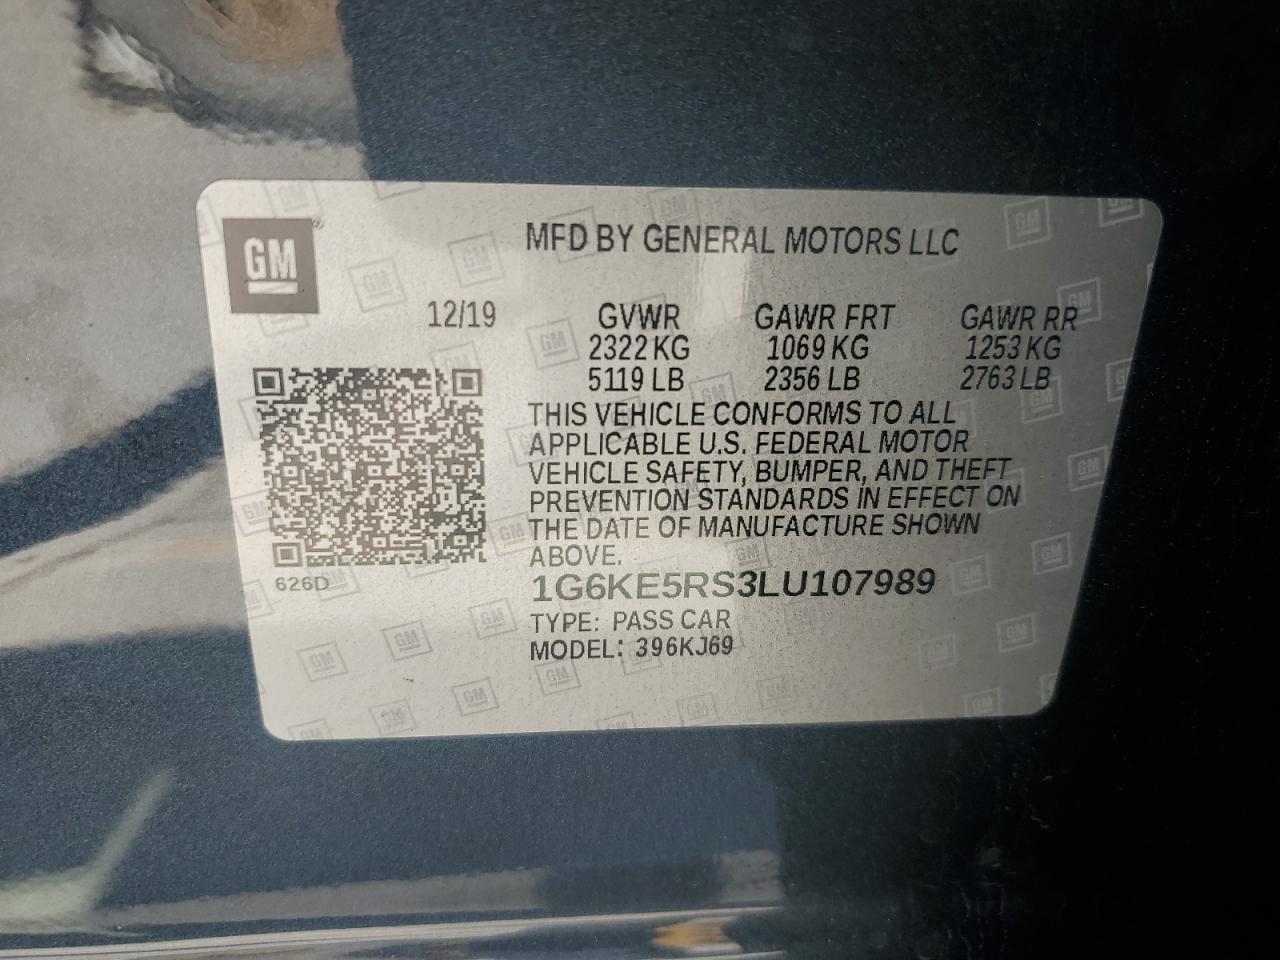 GM
MFD BY GENERAL MOTORS LLC
12/19
GVWR GAWR FRT GAWR RR
2322 KG 1069 KG 1253 KG
5119 LB 2356 LB 2763 LB
THIS VEHICLE CONFORMS TO ALL
APPLICABLE U.S. FEDERAL MOTOR
VEHICLE SAFETY, BUMPER, AND THEFT
PREVENTION STANDARDS IN EFFECT ON
THE DATE OF MANUFACTURE SHOWN
ABOVE.
626D
1G6KE5RS3LU107989
TYPE: PASS CAR
MODEL: 396KJ69